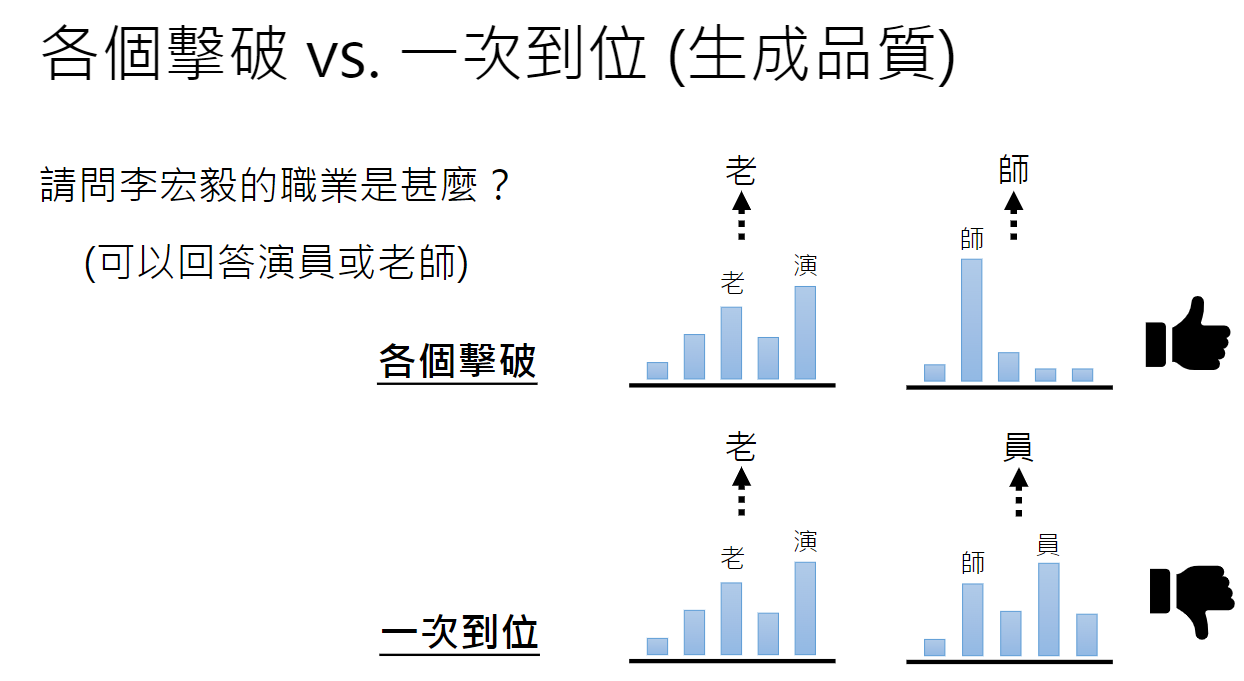 各個擊破 vs. 一次到位 (生成品質)
請問李宏毅的職業是甚麼？
(可以回答演員或老師)
各個擊破
老
老
演
師
師
一次到位
老
老
演
員
師
員